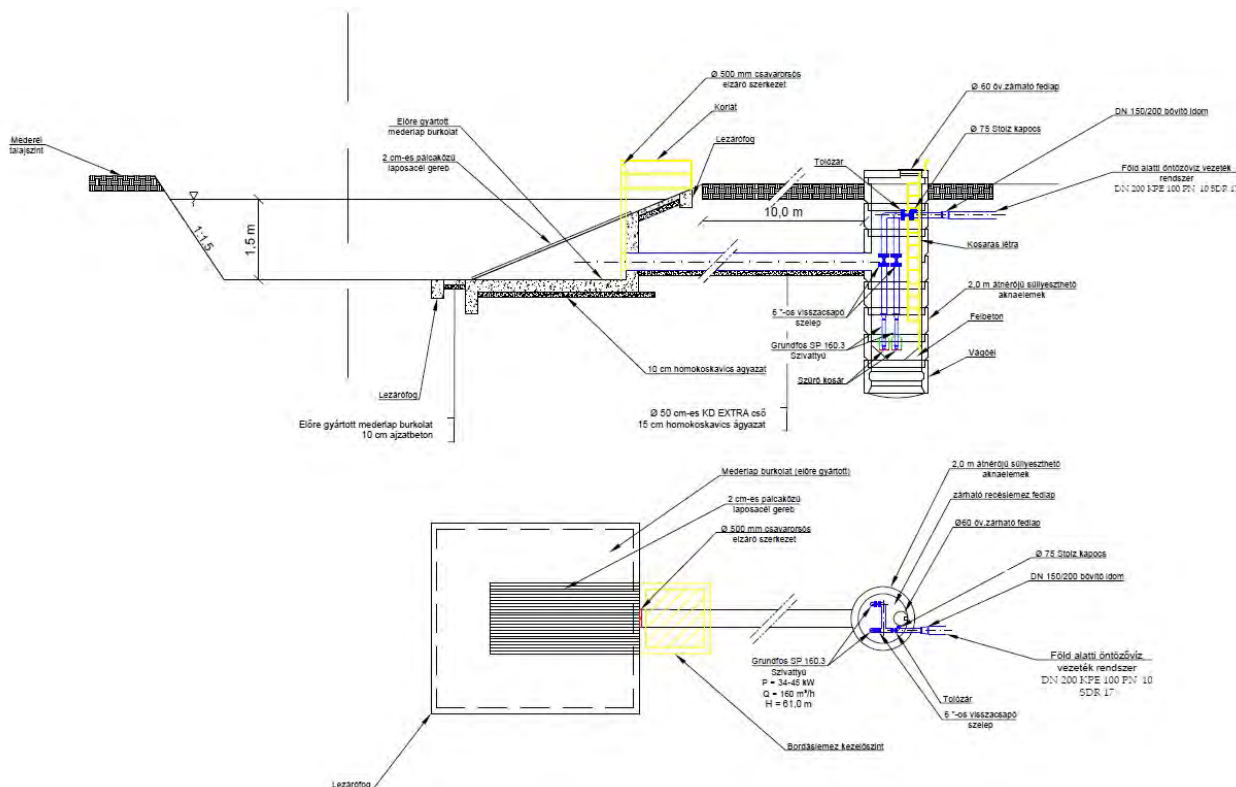 Ø 500 mm csavarorsós
elzáró szerkezet
Korlát
Ø 60 öv.zárható fedlap
DN 150/200 bővítő idom
Előre gyártott
mederlap burkolat
Lezárófog
Ø 75 Stolz kapocs
Mederél
talajszint
2 cm-es pálcaközű
laposacél gereb
Tolózár
Föld alatti öntözővíz vezeték
rendszer
DN 200 KPE 100 PN 10 SDR 17
10,0 m
1:1,5
1,5 m
Kosaras létra
6 "-os visszacsapó
szelep
2,0 m átmérőjű süllyeszthető
aknaelemek
Felbeton
Grundfos SP 160.3
Szivattyú
Vágóél
Szűrő kosár
10 cm homokoskavics ágyazat
Lezárófog
Ø 50 cm-es KD EXTRA cső
15 cm homokoskavics ágyazat
Előre gyártott mederlap burkolat
10 cm ajzatbeton
Mederlap burkolat (előre gyártott)
2,0 m átmérőjű süllyeszthető
aknaelemek
2 cm-es pálcaközű
laposacél gereb
zárható recéslemez fedlap
Ø 500 mm csavarorsós
elzáró szerkezet
Ø60 öv.zárható fedlap
Ø 75 Stolz kapocs
DN 150/200 bővítő idom
Grundfos SP 160.3
Szivattyú
P = 34-45 kW
Q = 160 m³/h
H = 61,0 m
Föld alatti öntözővíz
vezeték rendszer
DN 200 KPE 100 PN 10
SDR 17
Tolózár
6 "-os visszacsapó
szelep
Bordáslemez kezelőszint
Lezárófog